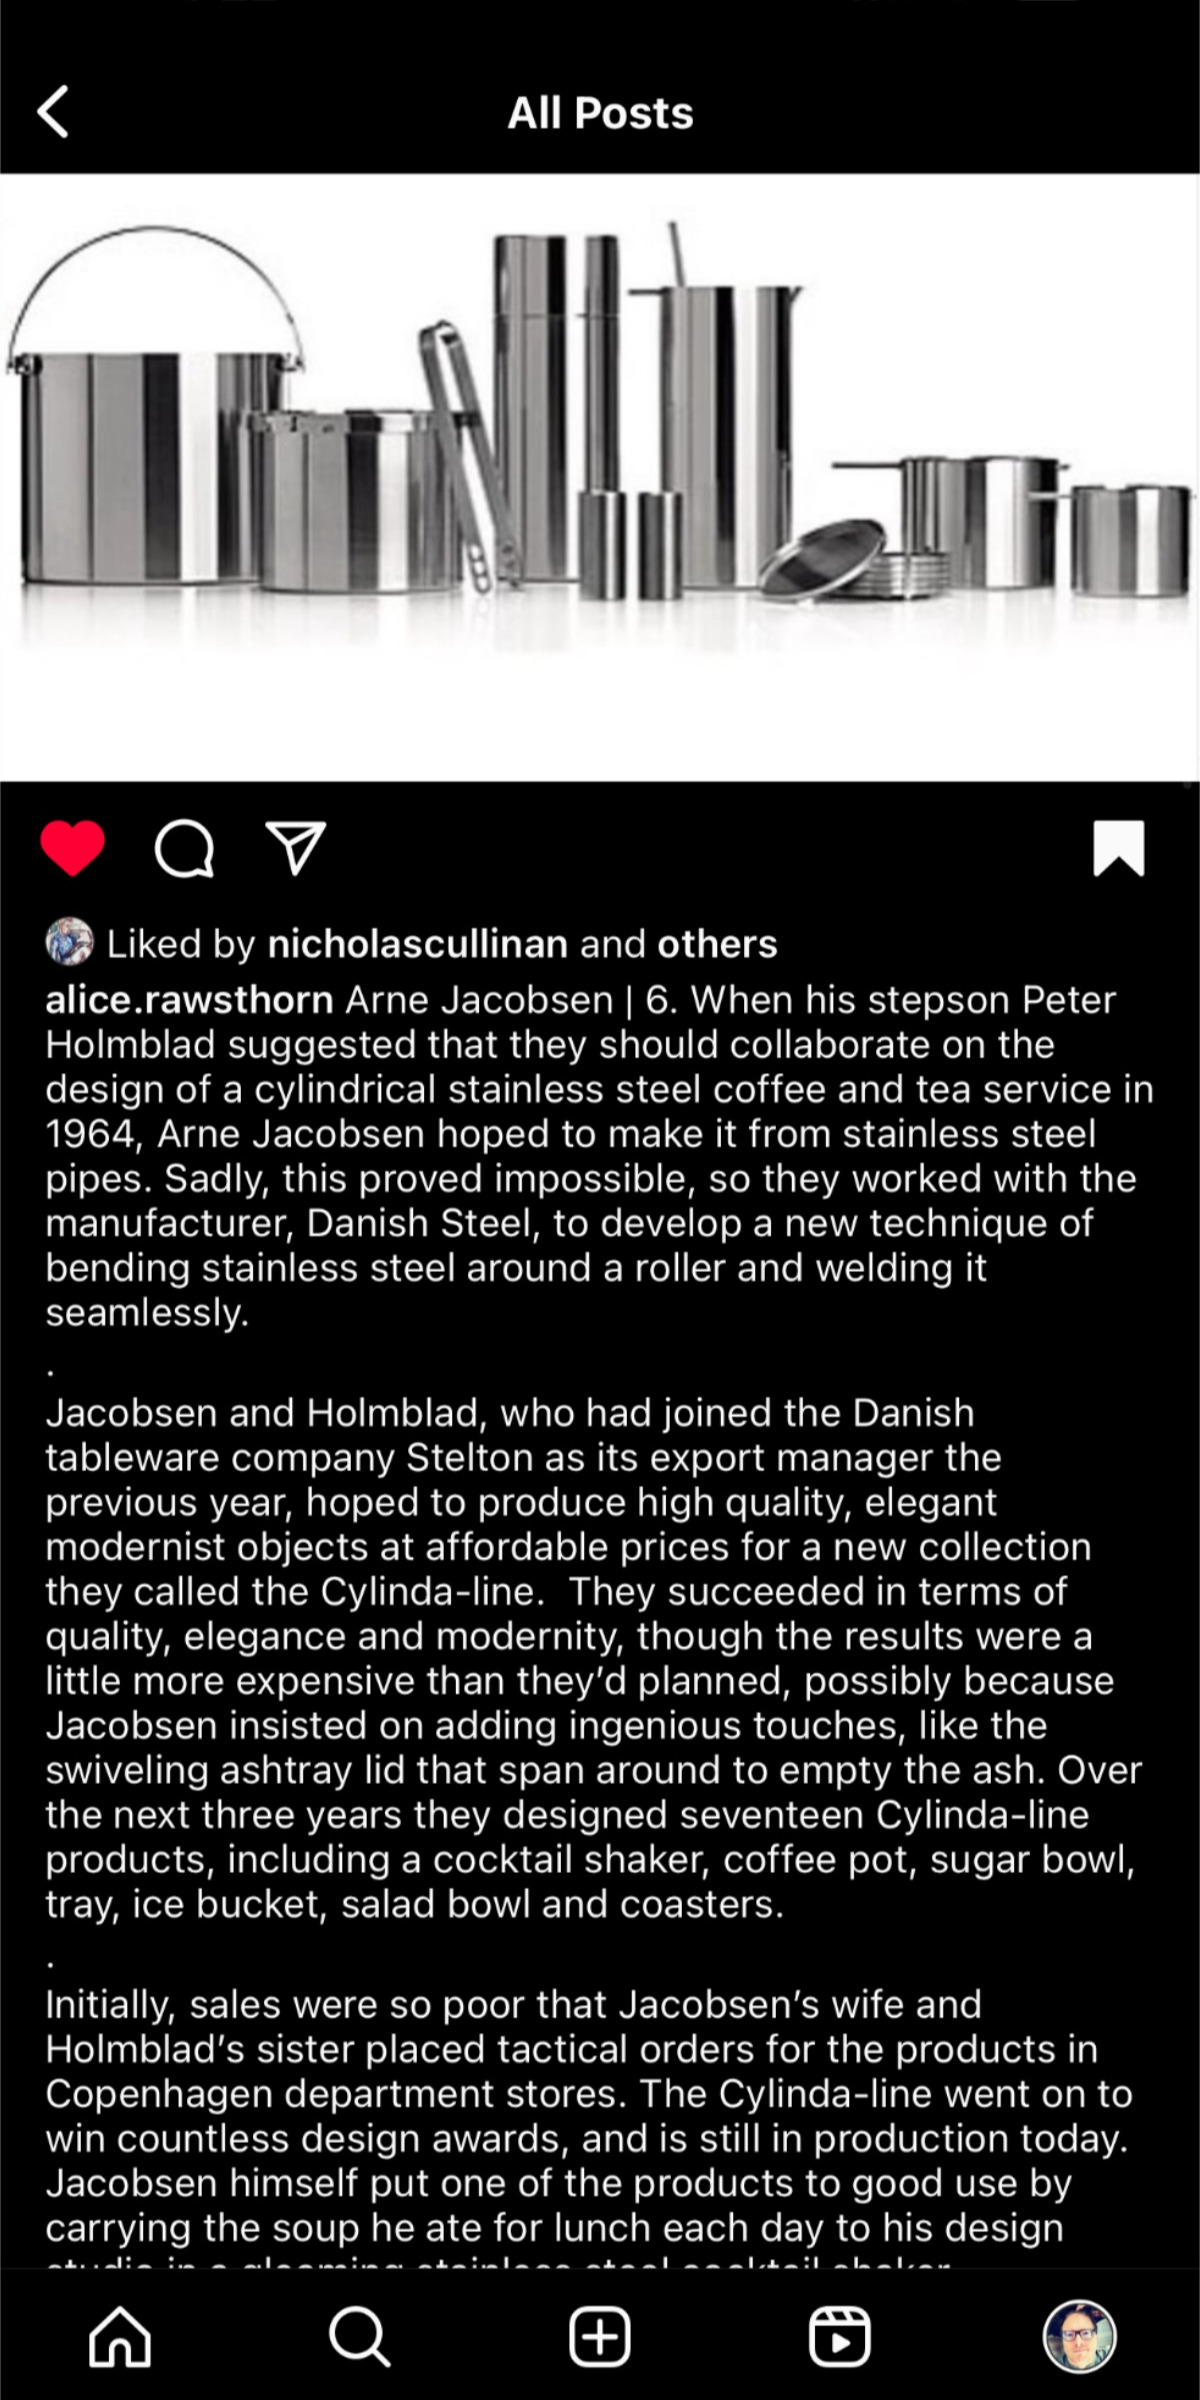 All Posts
Liked by nicholascullinan and others
alice.rawsthorn Arne Jacobsen | 6. When his stepson Peter
Holmblad suggested that they should collaborate on the
design of a cylindrical stainless steel coffee and tea service in
1964, Arne Jacobsen hoped to make it from stainless steel
pipes. Sadly, this proved impossible, so they worked with the
manufacturer, Danish Steel, to develop a new technique of
bending stainless steel around a roller and welding it
seamlessly.
.
Jacobsen and Holmblad, who had joined the Danish
tableware company Stelton as its export manager the
previous year, hoped to produce high quality, elegant
modernist objects at affordable prices for a new collection
they called the Cylinda-line.  They succeeded in terms of
quality, elegance and modernity, though the results were a
little more expensive than they’d planned, possibly because
Jacobsen insisted on adding ingenious touches, like the
swiveling ashtray lid that span around to empty the ash. Over
the next three years they designed seventeen Cylinda-line
products, including a cocktail shaker, coffee pot, sugar bowl,
tray, ice bucket, salad bowl and coasters.
.
Initially, sales were so poor that Jacobsen’s wife and
Holmblad’s sister placed tactical orders for the products in
Copenhagen department stores. The Cylinda-line went on to
win countless design awards, and is still in production today.
Jacobsen himself put one of the products to good use by
carrying the soup he ate for lunch each day to his design
studio in a gleaming stainless steel cocktail shaker.